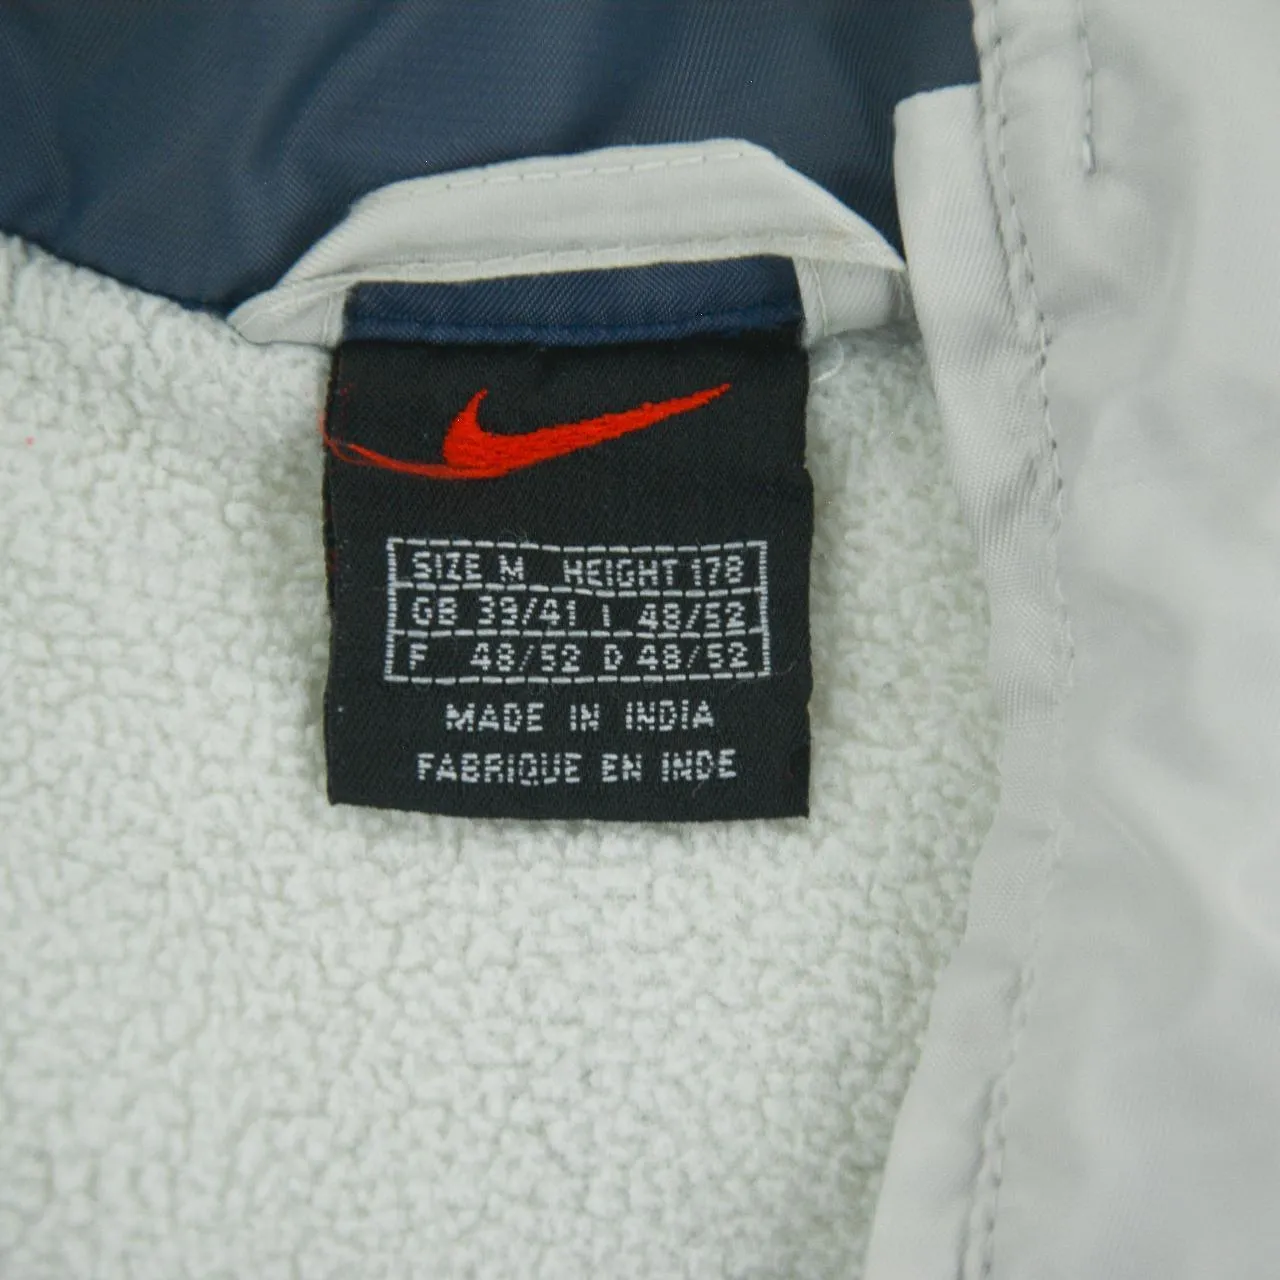 SIZE M HEIGHT 178
GB 39/41 I 48/52
F 48/52 D 48/52
MADE IN INDIA
FABRIQUE EN INDE